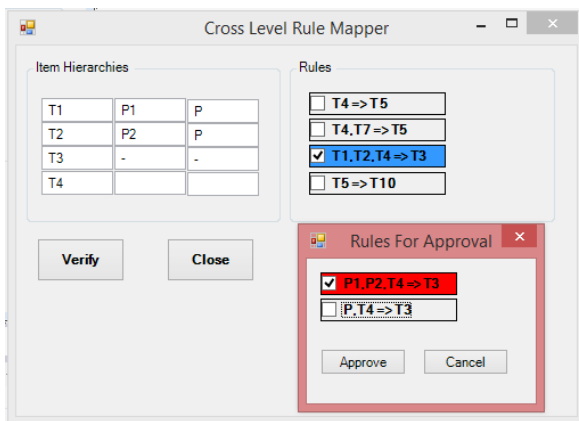 Cross Level Rule Mapper
Item Hierarchies
T1 P1 P
T2 P2 P
T3 - -
T4
Rules
T4=>T5
T4,T7=>T5
T1,T2,T4=>T3
T5=>T10
Verify
Close
Rules For Approval
P1,P2,T4=>T3
P,T4=>T3
Approve
Cancel